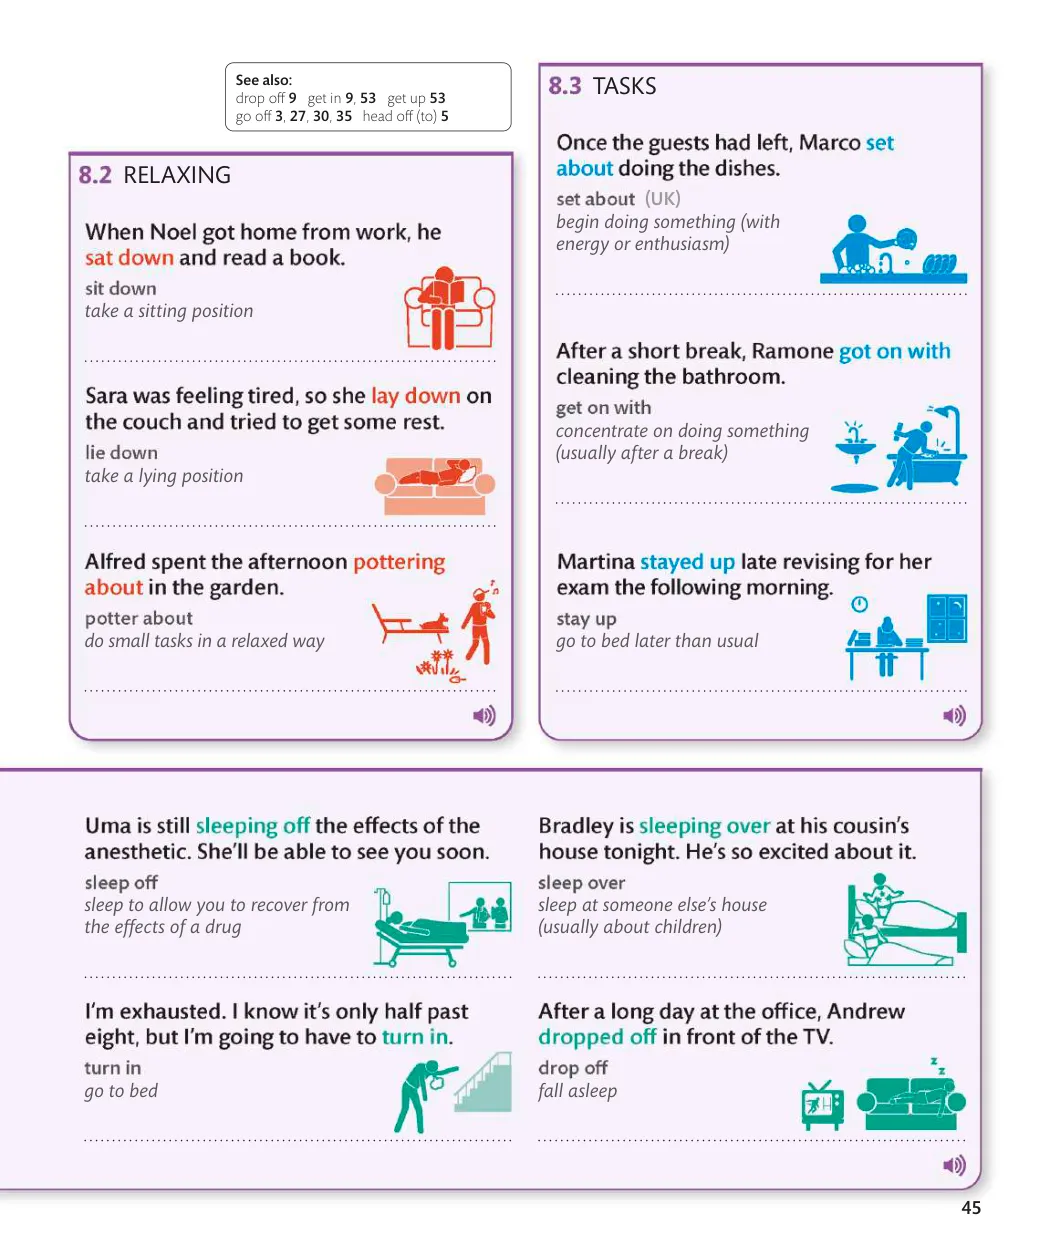 See also:
drop off 9 get in 9, 53 get up 53
go off 3, 27, 30, 35 head off (to) 5
8.2 RELAXING
When Noel got home from work, he
sat down and read a book.
sit down
take a sitting position
Sara was feeling tired, so she lay down on
the couch and tried to get some rest.
lie down
take a lying position
Alfred spent the afternoon pottering
about in the garden.
potter about
do small tasks in a relaxed way
8.3 TASKS
Once the guests had left, Marco set
about doing the dishes.
set about (UK)
begin doing something (with
energy or enthusiasm)
After a short break, Ramone got on with
cleaning the bathroom.
get on with
concentrate on doing something
(usually after a break)
Martina stayed up late revising for her
exam the following morning.
stay up
go to bed later than usual
Uma is still sleeping off the effects of the
anesthetic. She'll be able to see you soon.
sleep off
sleep to allow you to recover from
the effects of a drug
Bradley is sleeping over at his cousin's
house tonight. He's so excited about it.
sleep over
sleep at someone else's house
(usually about children)
I'm exhausted. I know it's only half past
eight, but I'm going to have to turn in.
turn in
go to bed
After a long day at the office, Andrew
dropped off in front of the TV.
drop off
fall asleep
z
z
45